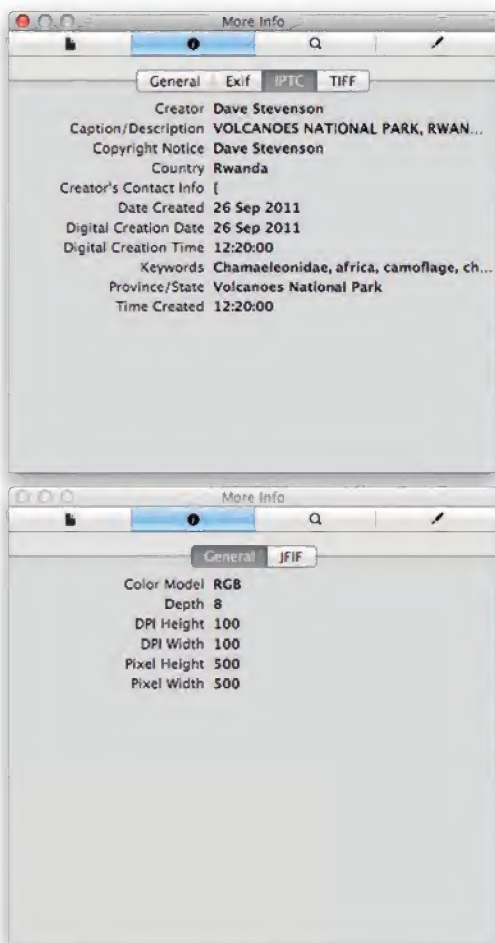 More Info
General Exif IPTC TIFF
Creator Dave Stevenson
Caption/Description VOLCANOES NATIONAL PARK, RWAN...
Copyright Notice Dave Stevenson
Country Rwanda
Creator's Contact Info [
Date Created 26 Sep 2011
Digital Creation Date 26 Sep 2011
Digital Creation Time 12:20:00
Keywords Chamaeleonidae, africa, camoflage, ch...
Province/State Volcanoes National Park
Time Created 12:20:00
More Info
General JFIF
Color Model RGB
Depth 8
DPI Height 100
DPI Width 100
Pixel Height 500
Pixel Width 500